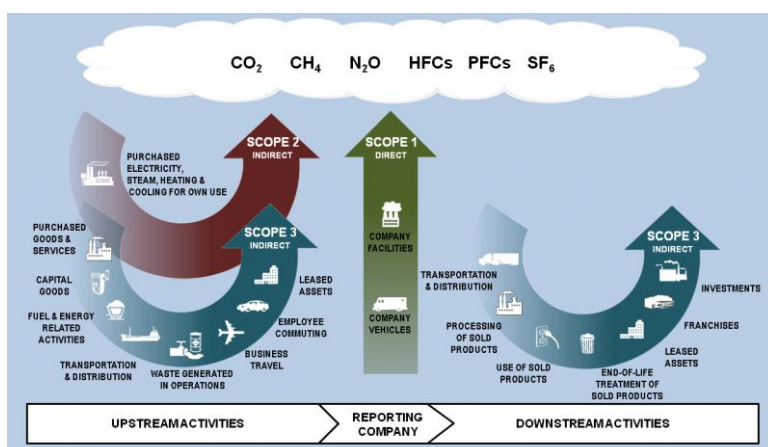 CO2 CH4 N2O HFCs PFCs SF6
SCOPE 2
INDIRECT
SCOPE 1
DIRECT
PURCHASED
ELECTRICITY,
STEAM, HEATING &
COOLING FOR OWN USE
PURCHASED
GOODS &
SERVICES
CAPITAL
GOODS
FUEL & ENERGY
RELATED
ACTIVITIES
TRANSPORTATION
& DISTRIBUTION
WASTE GENERATED
IN OPERATIONS
BUSINESS
TRAVEL
EMPLOYEE
COMMUTING
LEASED
ASSETS
SCOPE 3
INDIRECT
COMPANY
FACILITIES
COMPANY
VEHICLES
TRANSPORTATION
& DISTRIBUTION
PROCESSING
OF SOLD
PRODUCTS
USE OF SOLD
PRODUCTS
END-OF-LIFE
TREATMENT OF
SOLD PRODUCTS
LEASED
ASSETS
FRANCHISES
INVESTMENTS
SCOPE 3
INDIRECT
UPSTREAM ACTIVITIES
REPORTING
COMPANY
DOWNSTREAM ACTIVITIES